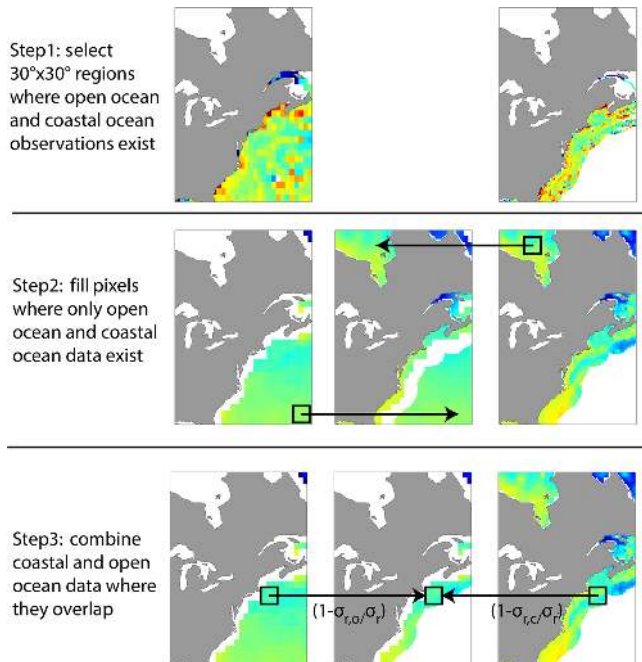 Step1: select
30°x30° regions
where open ocean
and coastal ocean
observations exist
Step2: fill pixels
where only open
ocean and coastal
ocean data exist
Step3: combine
coastal and open
ocean data where
they overlap
(1-σr,o/σr)
(1-σr,c/σr)